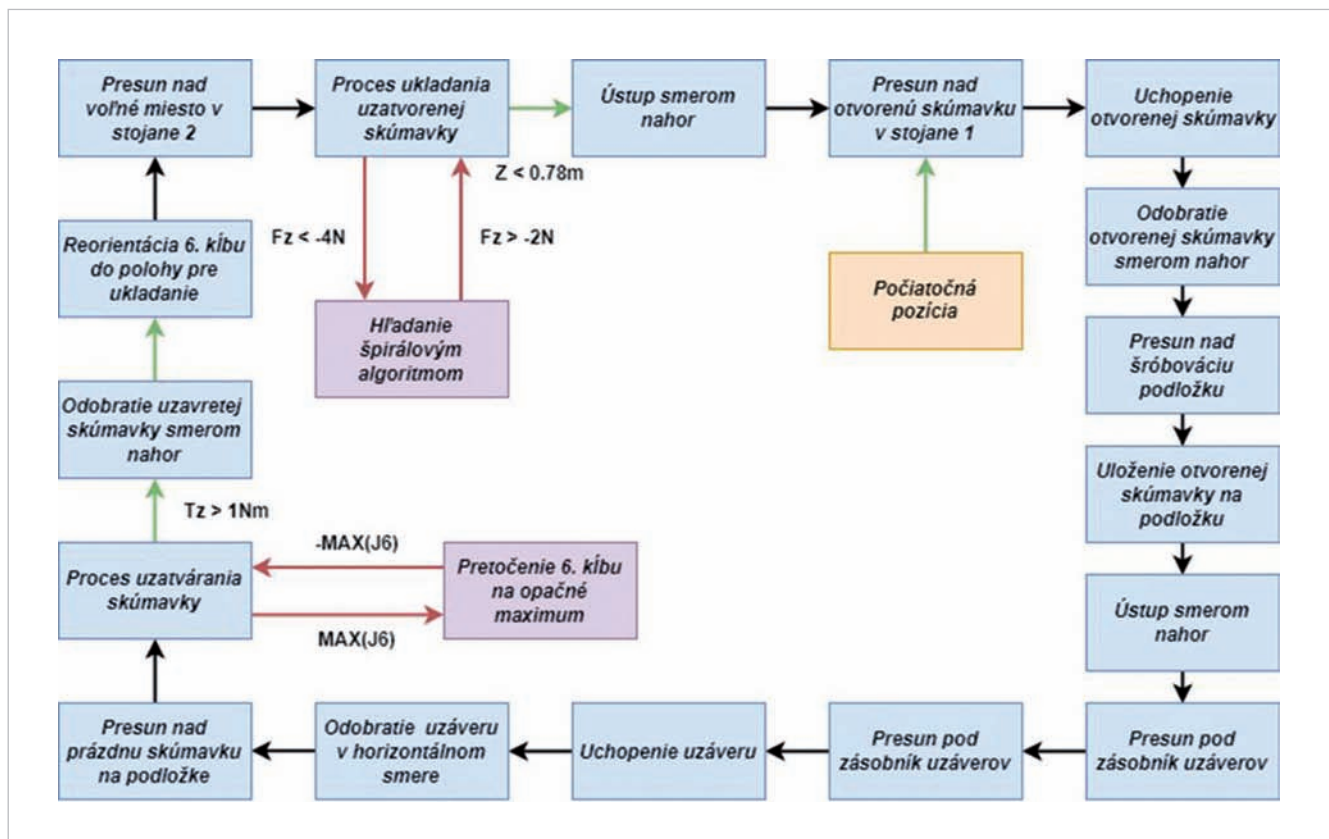 Presun nad
voľné miesto v
stojane 2
Proces ukladania
uzatvorenej
skúmavky
Ústup smerom
nahor
Presun nad
otvorenú skúmavku
v stojane 1
Uchopenie
otvorenej skúmavky
Z < 0.78m
Fz < -4N
Fz > -2N
Odobratie
otvorenej skúmavky
smerom nahor
Reorientácia 6. kĺbu
do polohy pre
ukladanie
Hľadanie
špirálovým
algoritmom
Počiatočná
pozícia
Presun nad
šróbováciu
podložku
Odobratie uzavretej
skúmavky smerom
nahor
Uloženie otvorenej
skúmavky na
podložku
Tz > 1Nm
Proces uzatvárania
skúmavky
-MAX(J6)
MAX(J6)
Pretočenie 6. kĺbu
na opačné
maximum
Ústup smerom
nahor
Presun nad
prázdnu skúmavku
na podložke
Odobratie uzáveru
v horizontálnom
smere
Uchopenie uzáveru
Presun pod
zásobník uzáverov
Presun pod
zásobník uzáverov